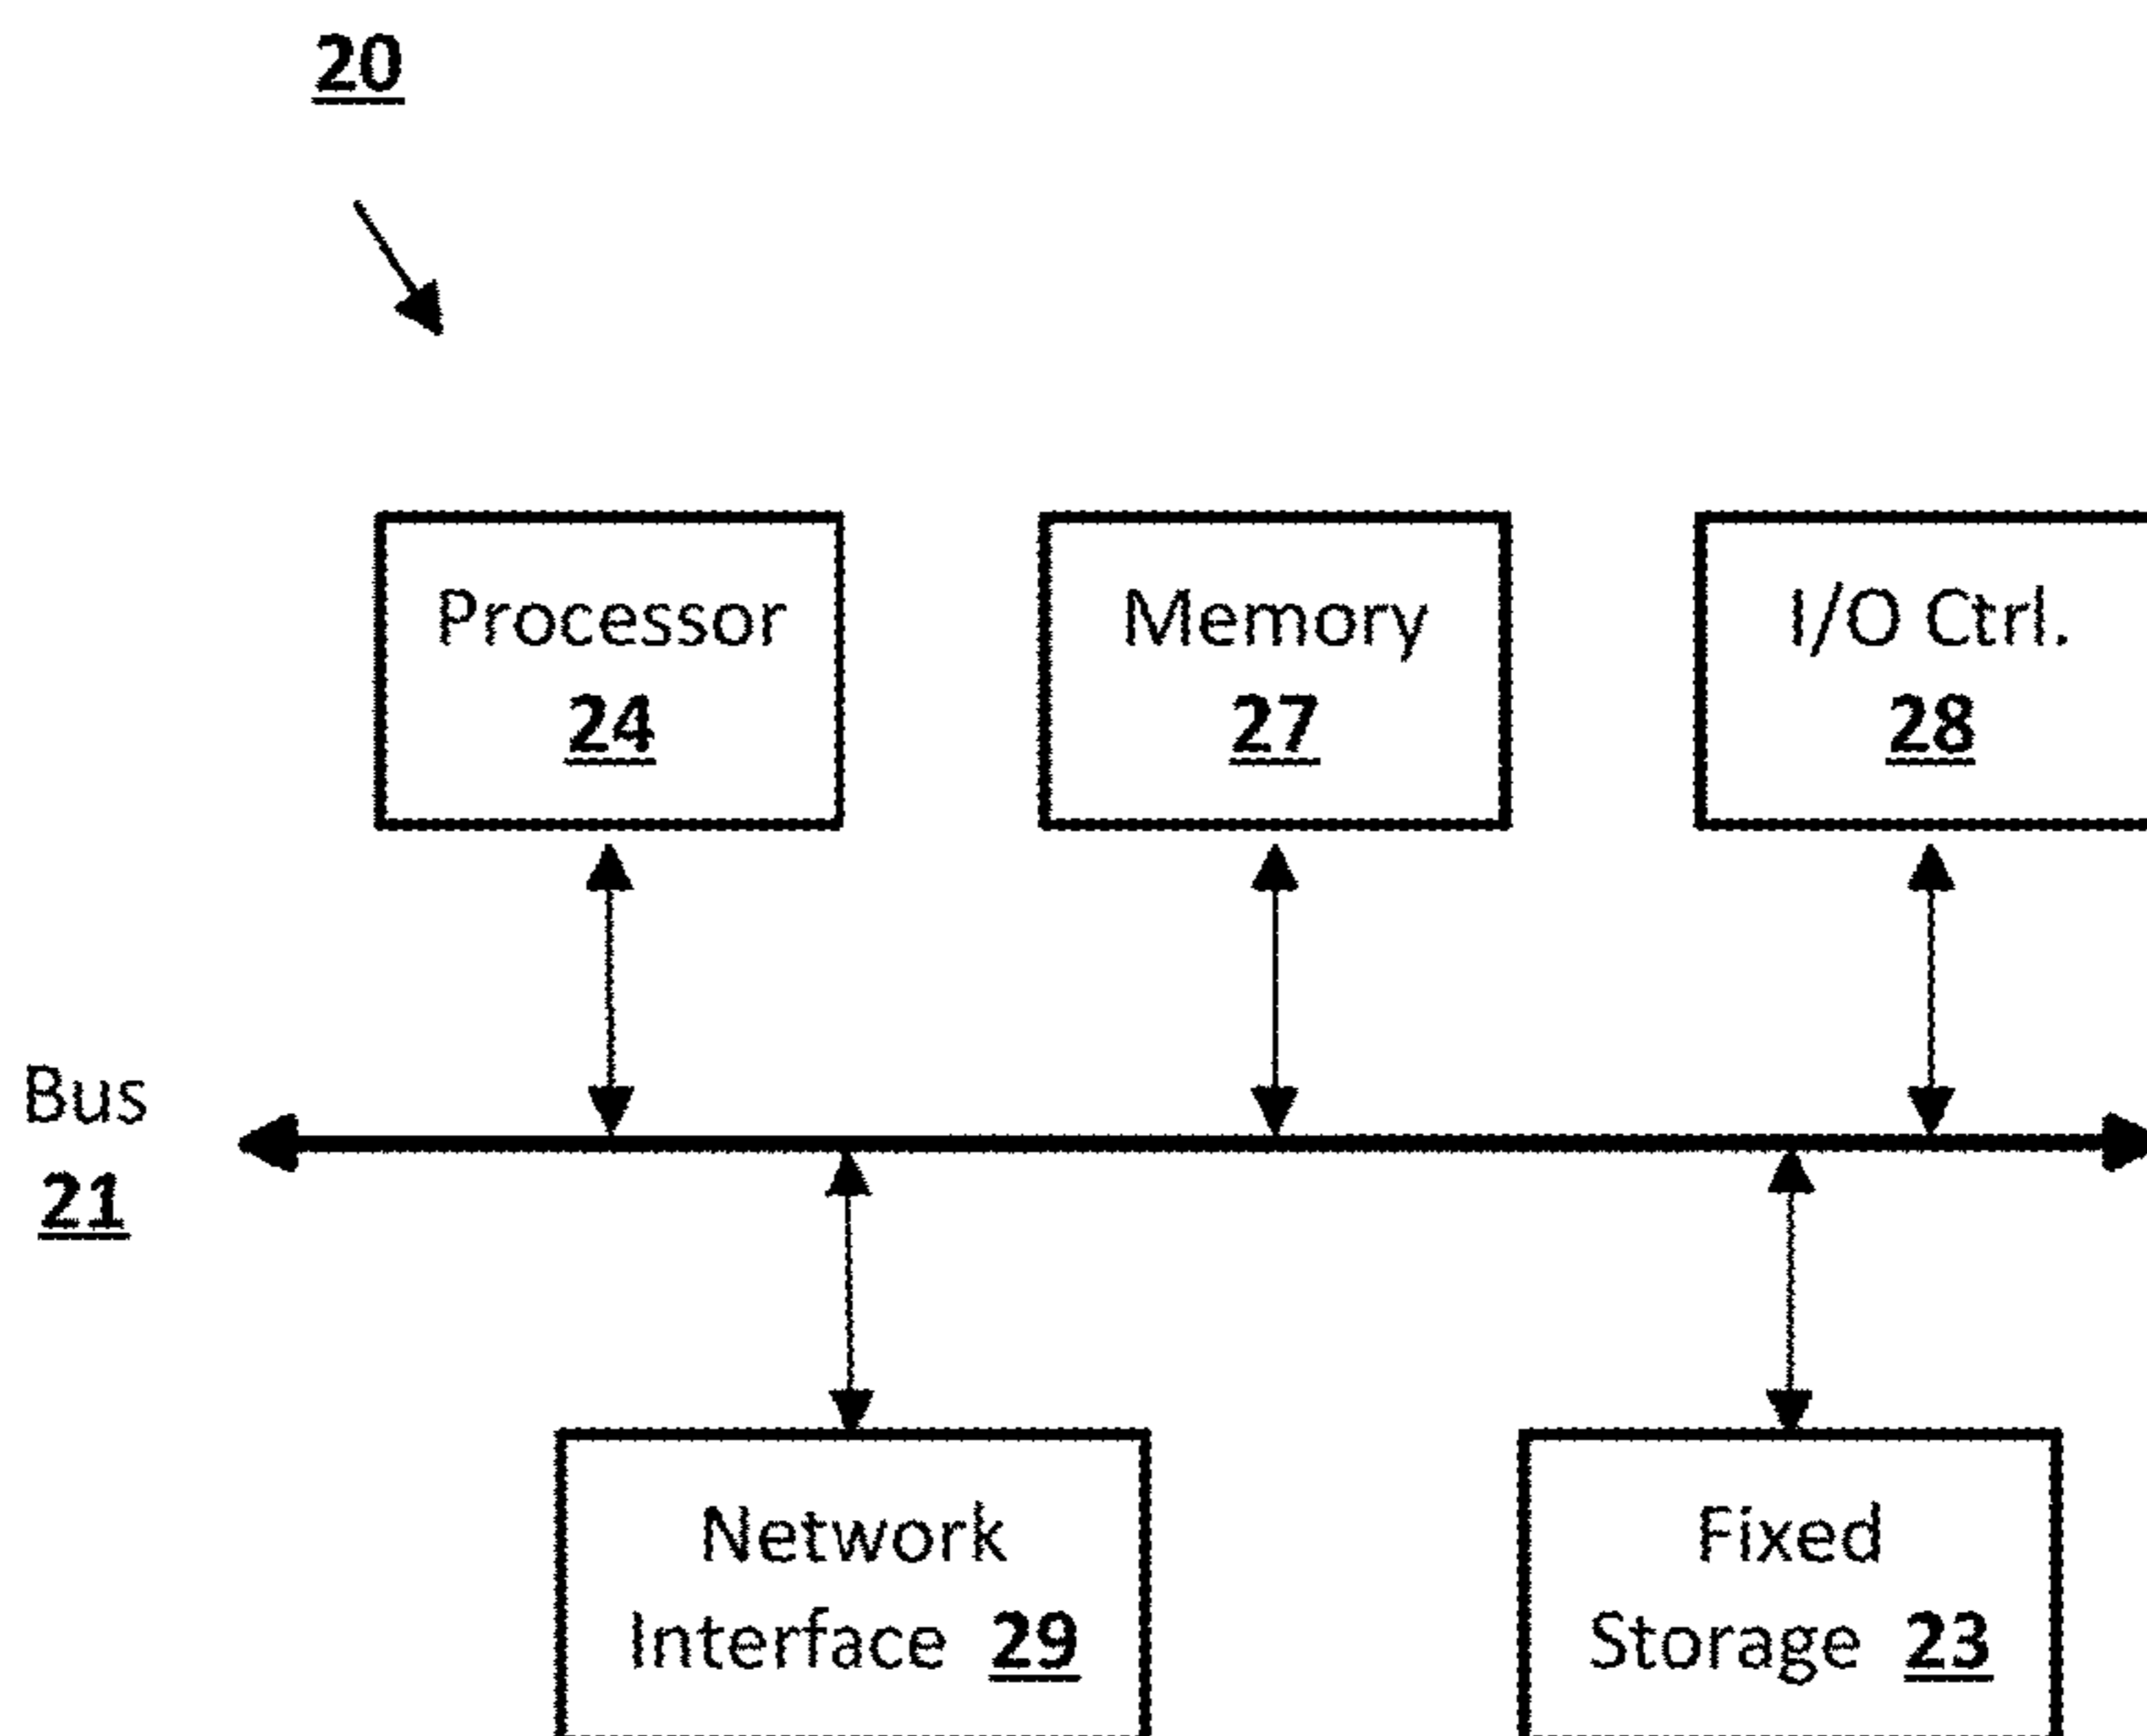 20
Processor
24
Memory
27
I/O Ctrl.
28
Bus
21
Network
Interface 29
Fixed
Storage 23